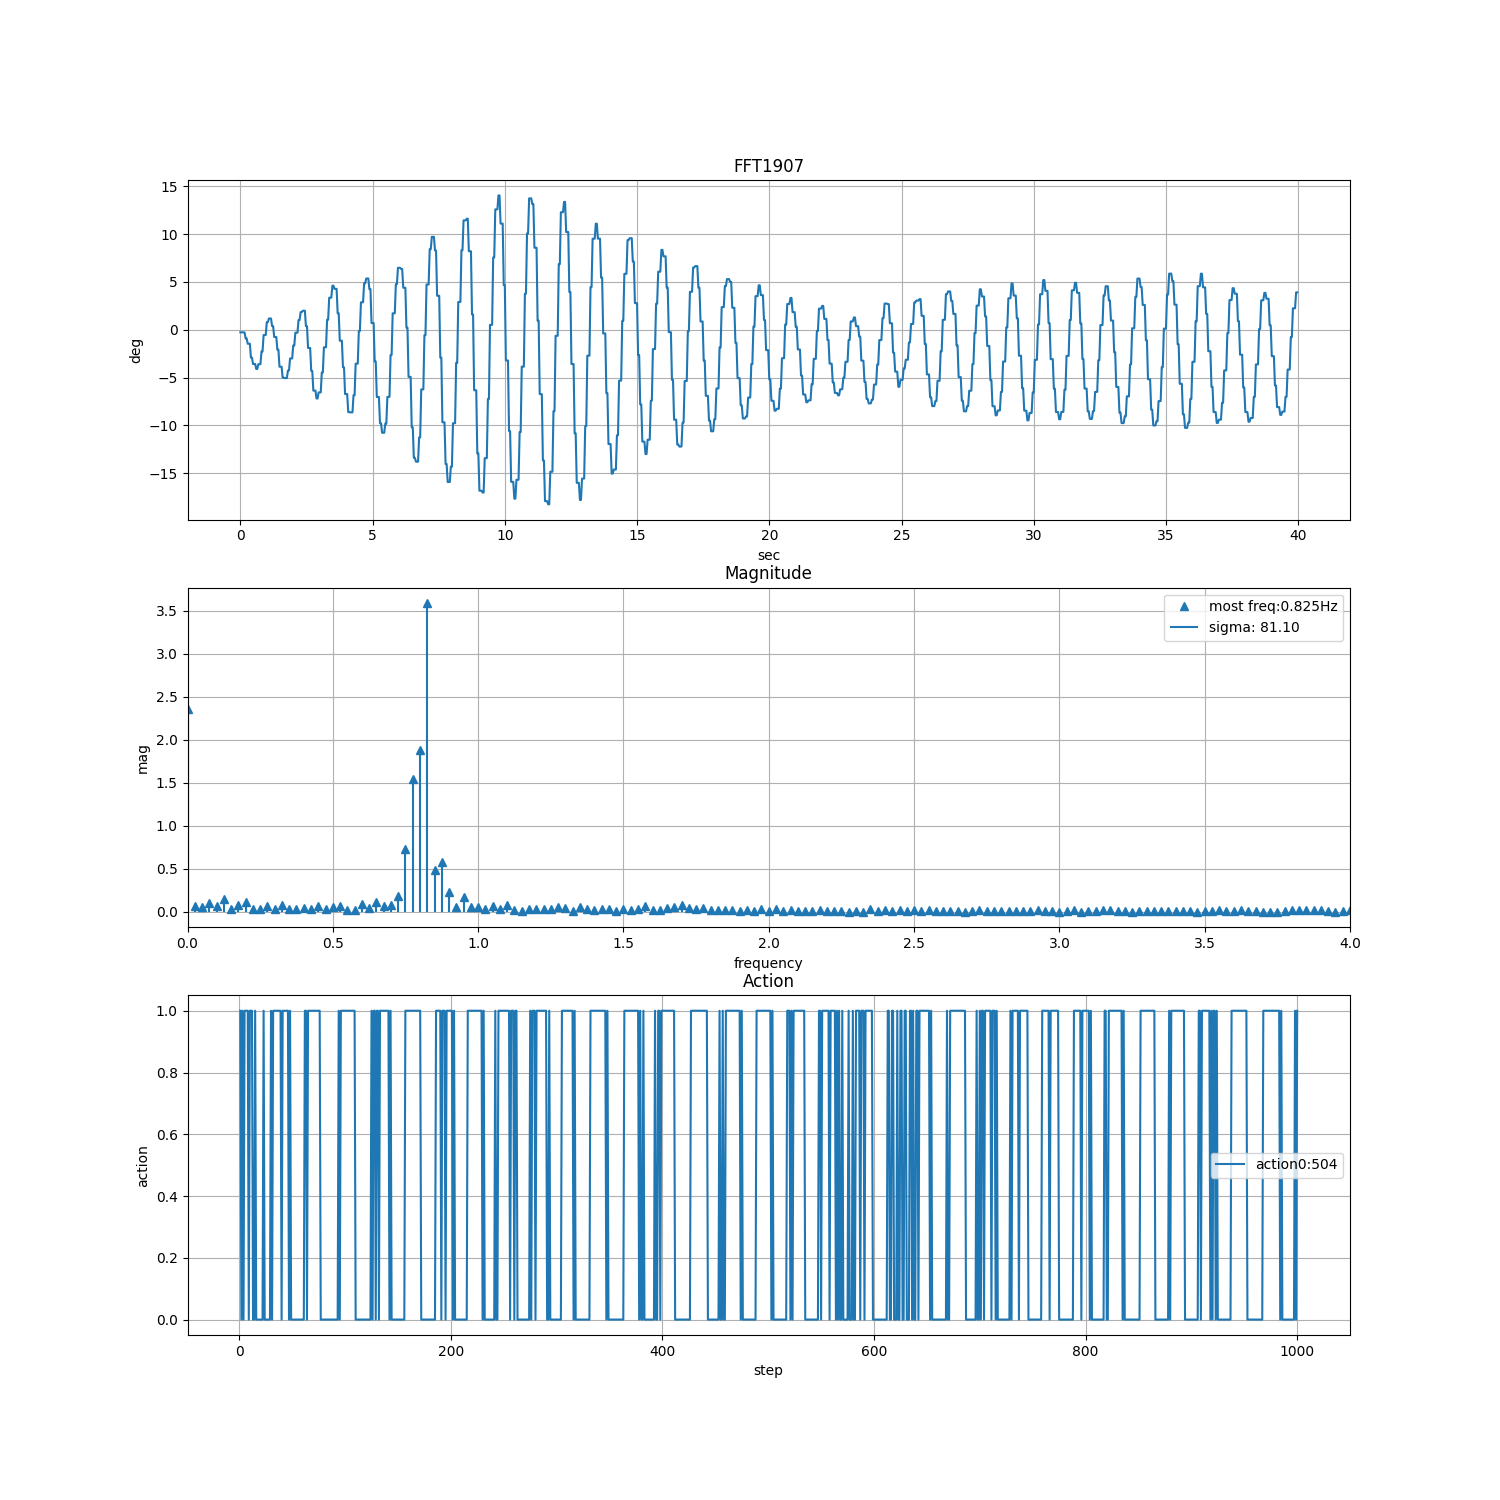 FFT1907
15
10
5
0
−5
−10
−15
deg
0 5 10 15 20 25 30 35 40
sec
Magnitude
3.5
3.0
2.5
2.0
1.5
1.0
0.5
0.0
mag
most freq:0.825Hz
sigma: 81.10
0.0 0.5 1.0 1.5 2.0 2.5 3.0 3.5 4.0
frequency
Action
1.0
0.8
0.6
0.4
0.2
0.0
action
action0:504
0 200 400 600 800 1000
step